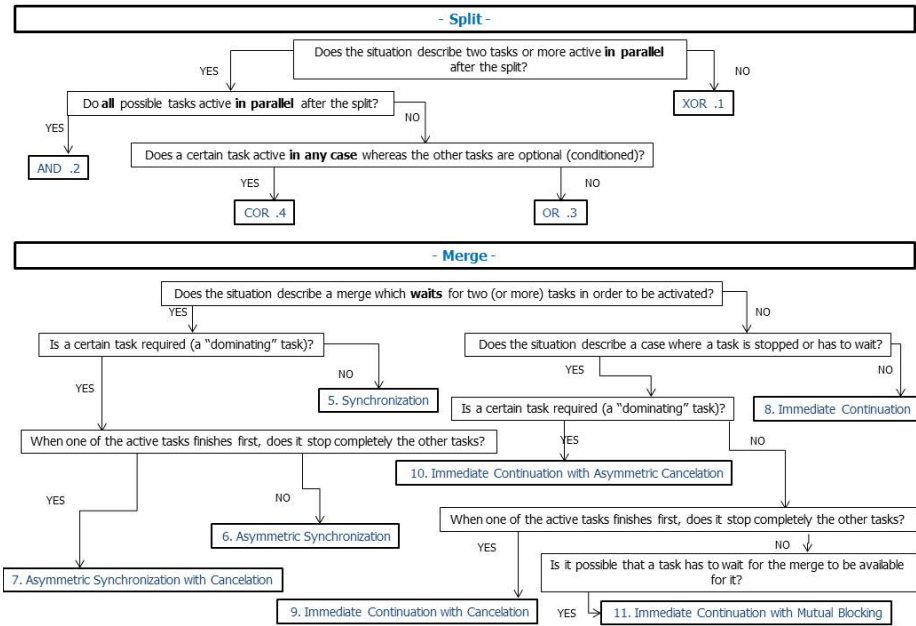 - Split -
Does the situation describe two tasks or more active in parallel
after the split?
YES
NO
Do all possible tasks active in parallel after the split?
XOR .1
YES
NO
Does a certain task active in any case whereas the other tasks are optional (conditioned)?
AND .2
YES
NO
COR .4
OR .3
- Merge -
Does the situation describe a merge which waits for two (or more) tasks in order to be activated?
YES
NO
Is a certain task required (a "dominating" task)?
Does the situation describe a case where a task is stopped or has to wait?
YES
NO
YES
NO
5. Synchronization
Is a certain task required (a "dominating" task)?
8. Immediate Continuation
When one of the active tasks finishes first, does it stop completely the other tasks?
YES
NO
10. Immediate Continuation with Asymmetric Cancelation
YES
NO
When one of the active tasks finishes first, does it stop completely the other tasks?
6. Asymmetric Synchronization
YES
NO
Is it possible that a task has to wait for the merge to be available
for it?
7. Asymmetric Synchronization with Cancelation
9. Immediate Continuation with Cancelation
YES
11. Immediate Continuation with Mutual Blocking